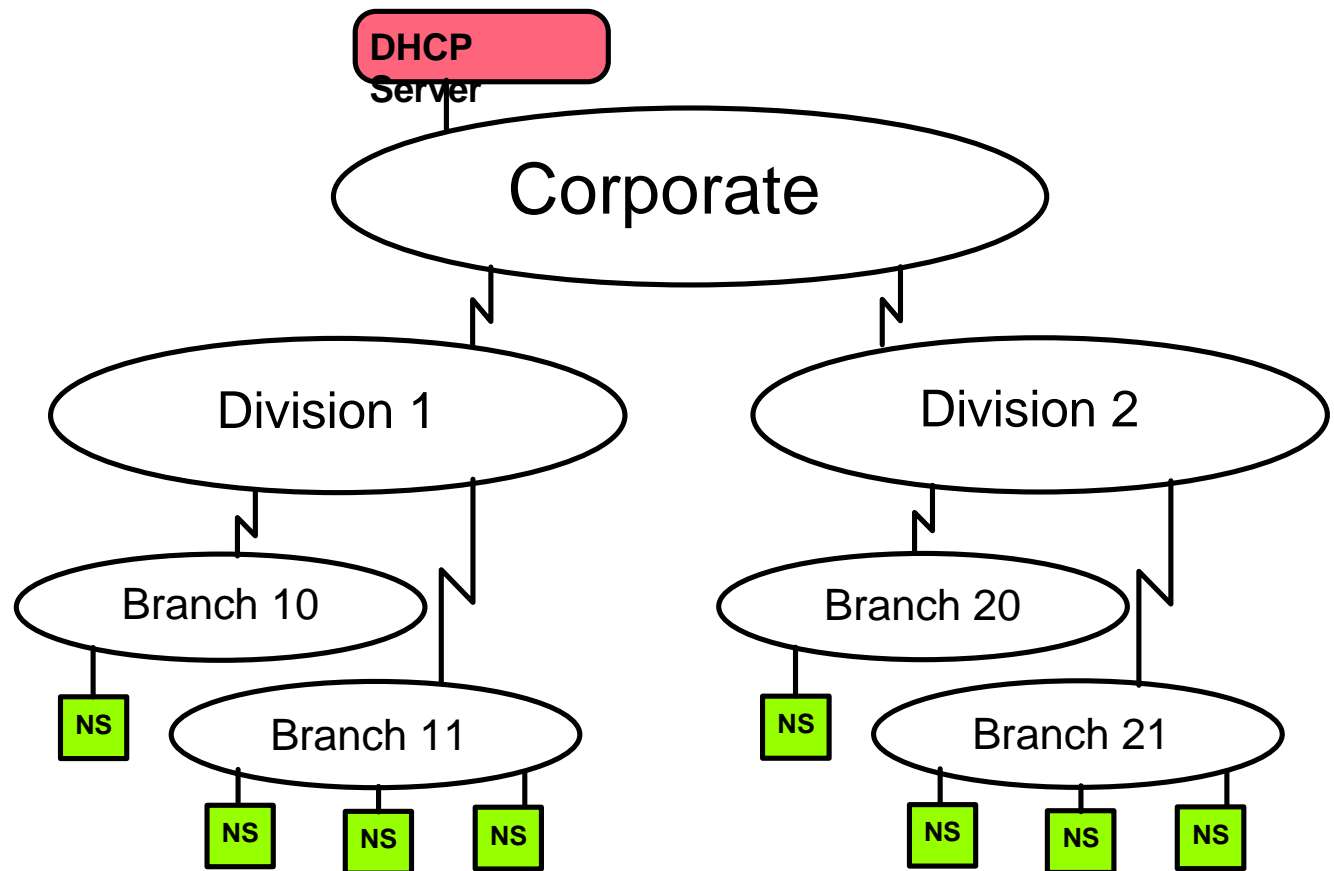 DHCP
Server
Corporate
Division 1
Division 2
Branch 10
Branch 20
NS
NS
Branch 11
Branch 21
NS
NS
NS
NS
NS
NS